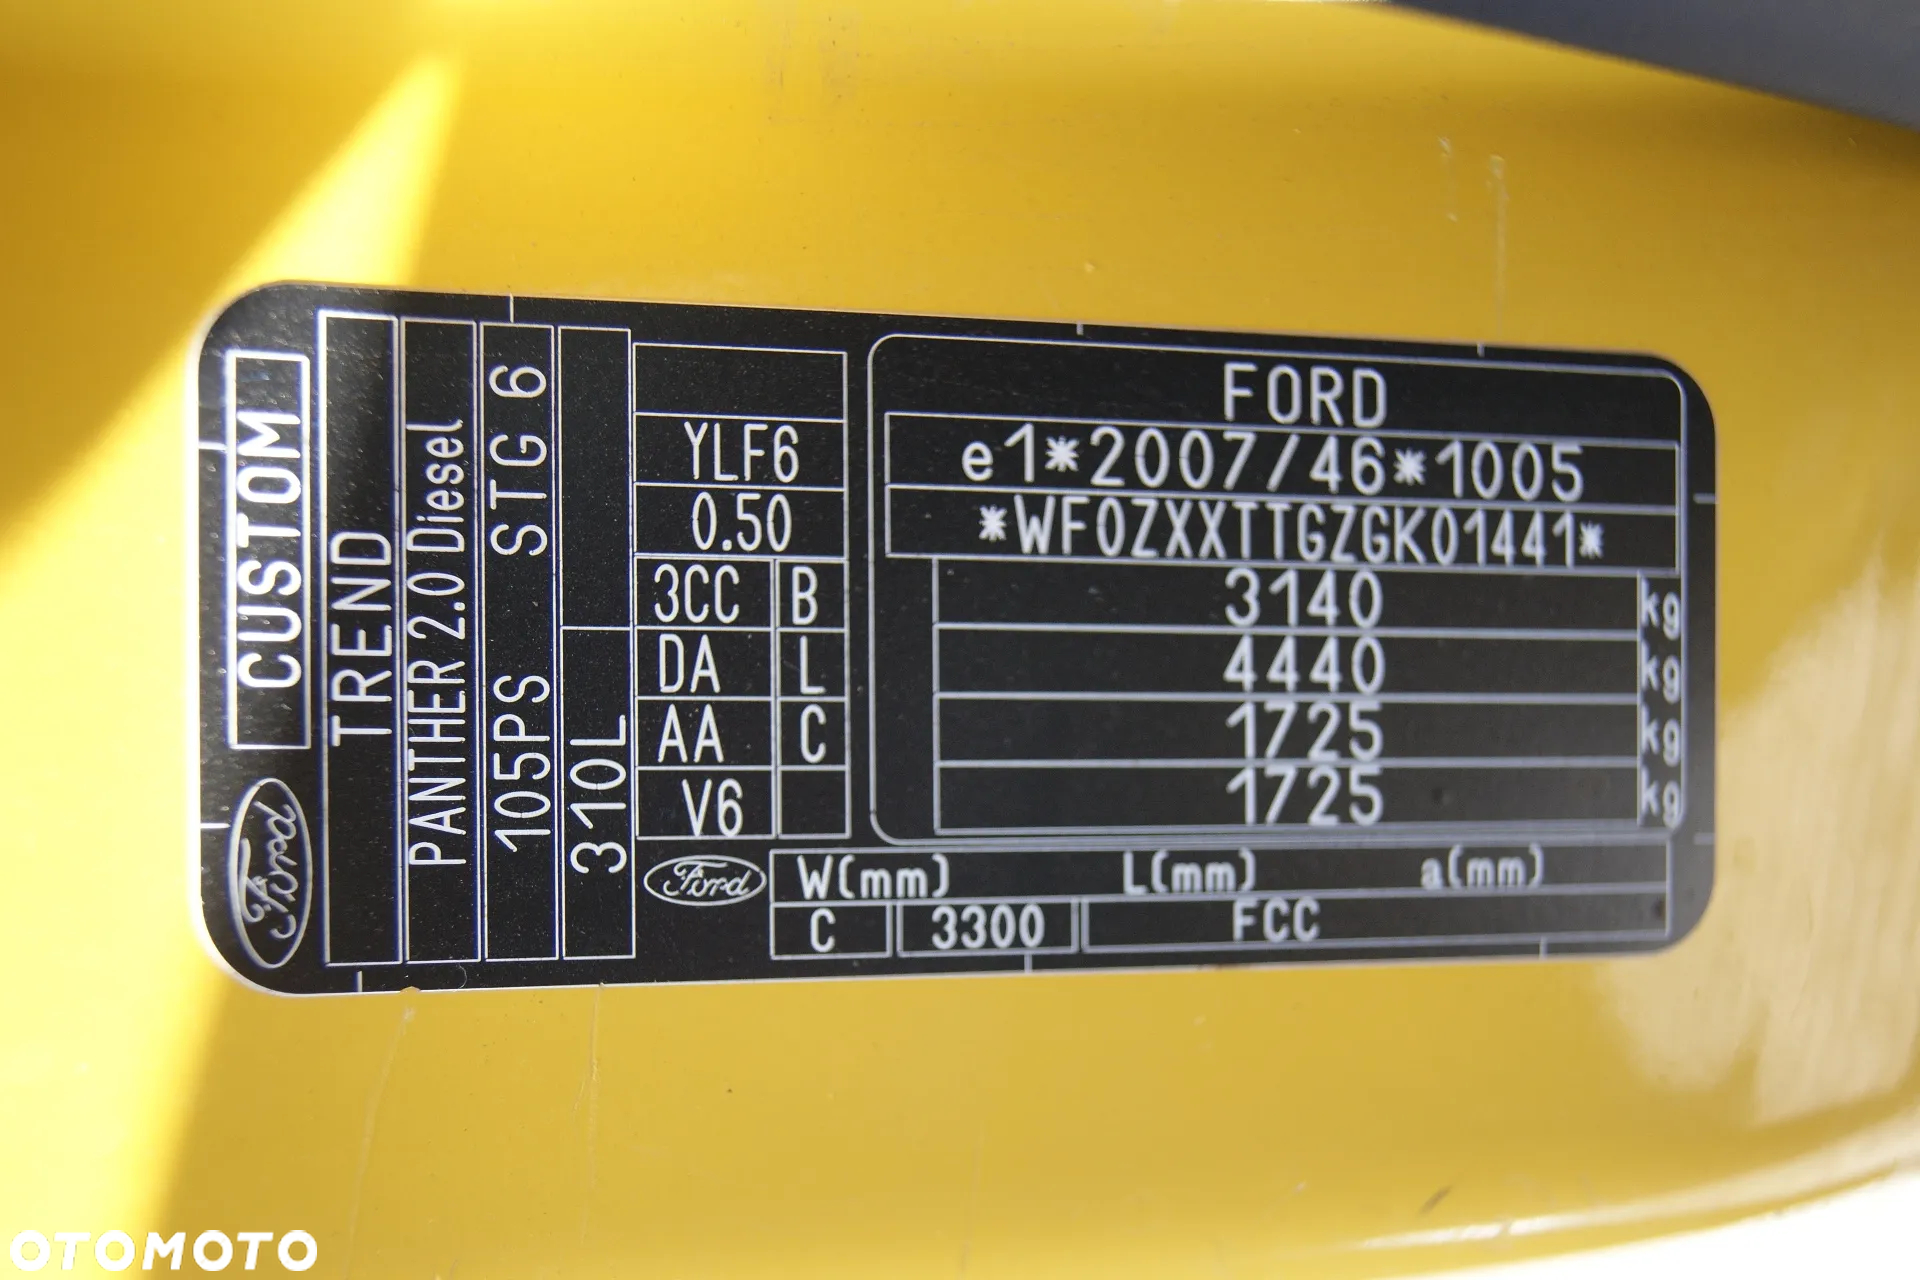 CUSTOM
Ford
TREND
PANTHER 2.0 Diesel
105PS STG 6
310L
YLF6
0.50
3CC B
DA L
AA C
V6
Ford
FORD
e1*2007/46*1005
*WF0ZXXTTGZGK01441*
3140 kg
4440 kg
1725 kg
1725 kg
W(mm) L(mm) a(mm)
C 3300 FCC
OTOMOTO